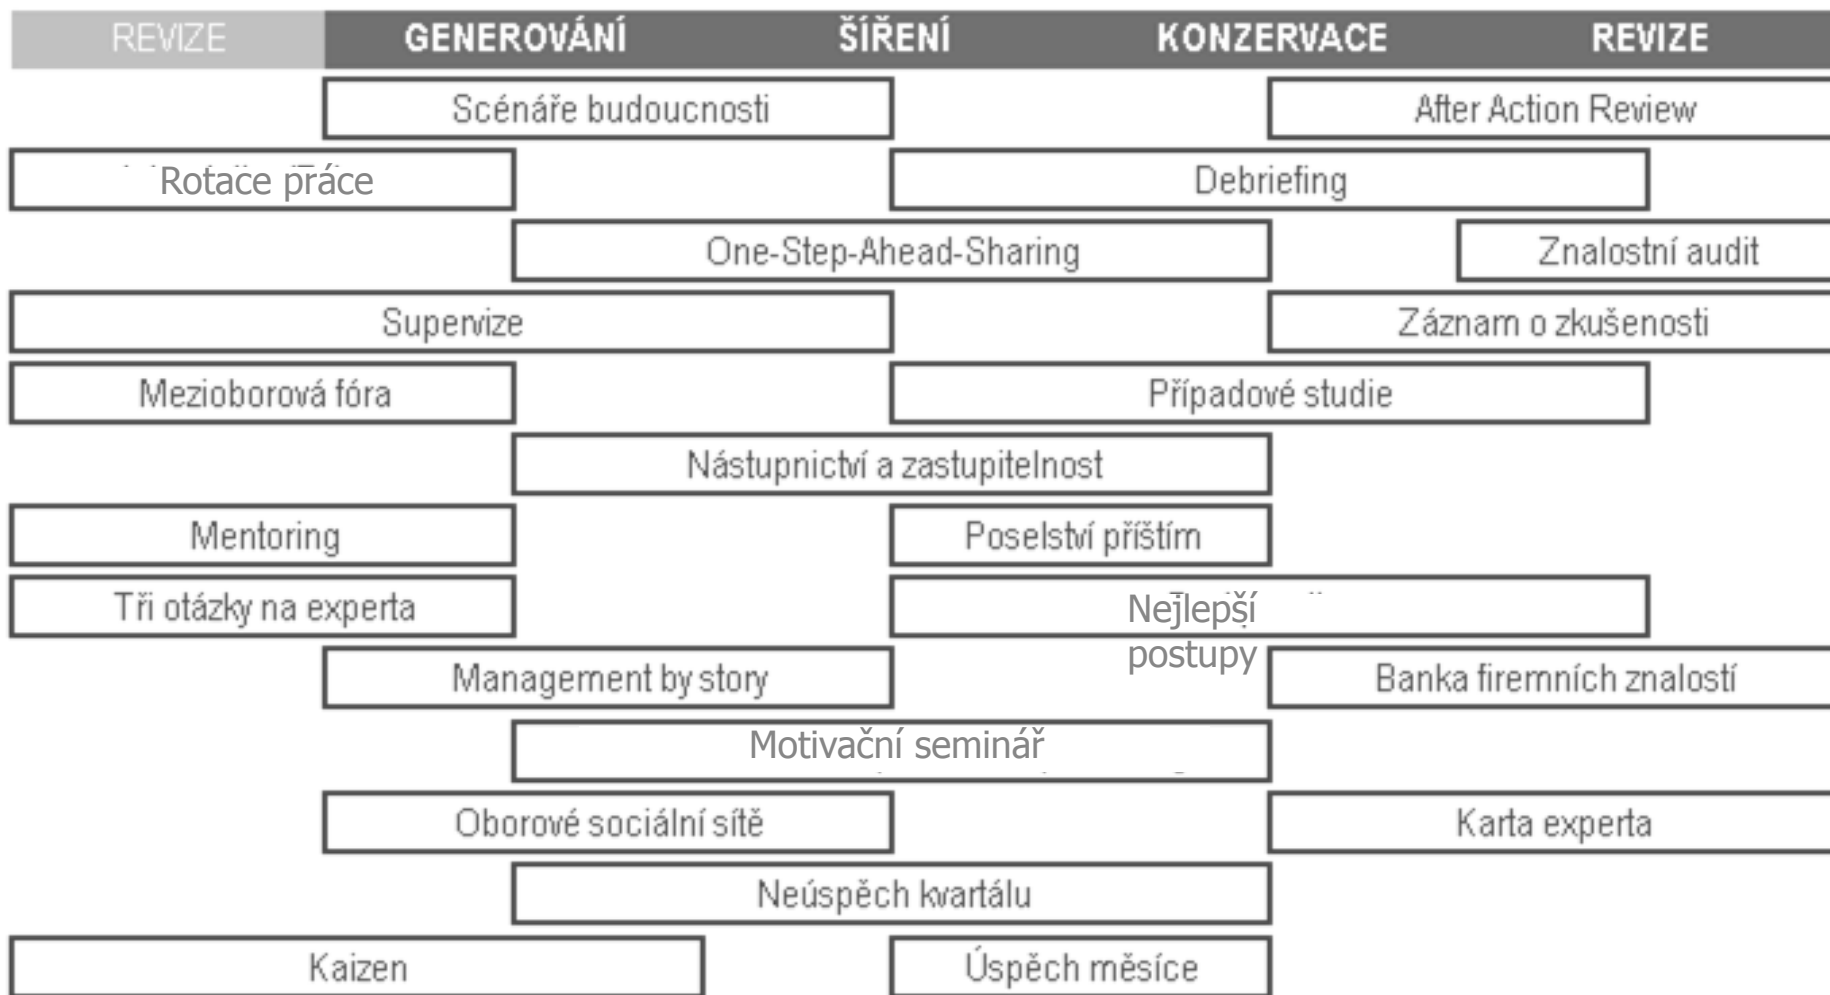 REVIZE GENEROVÁNÍ ŠÍŘENÍ KONZERVACE REVIZE
Scénáře budoucnosti After Action Review
Rotace práce Debriefing
One-Step-Ahead-Sharing Znalostní audit
Supervize Záznam o zkušenosti
Mezioborová fóra Případové studie
Nástupnictví a zastupitelnost
Mentoring Poselství příštím
Tři otázky na experta Nejlepší
postupy
Management by story Banka firemních znalostí
Motivační seminář
Oborové sociální sítě Karta experta
Neúspěch kvartálu
Kaizen Úspěch měsíce